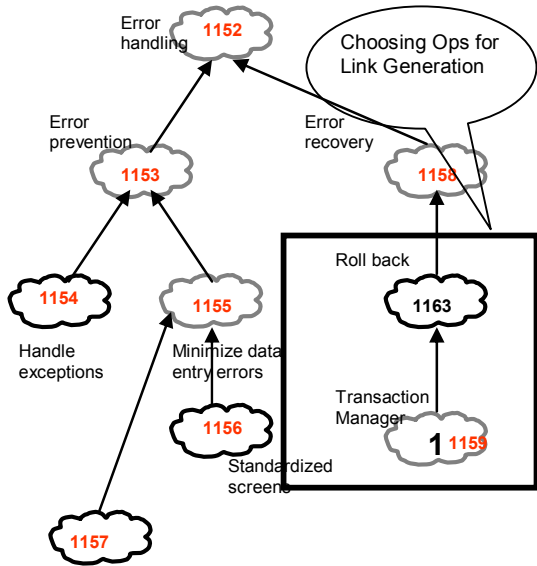 Error
handling
1152
Choosing Ops for
Link Generation
Error
prevention
1153
Error
recovery
1158
Roll back
1154
1155
1163
Handle
exceptions
Minimize data
entry errors
Transaction
Manager
1156
1 1159
Standardized
screens
1157